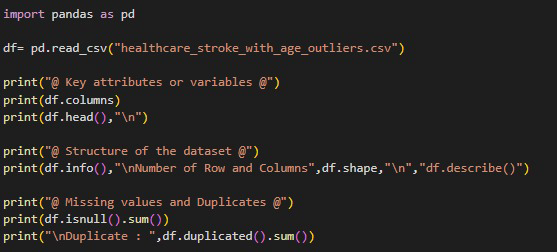 import pandas as pd
df= pd.read_csv("healthcare_stroke_with_age_outliers.csv")
print("@ Key attributes or variables @")
print(df.columns)
print(df.head(),"\n")
print("@ Structure of the dataset @")
print(df.info(),"\nNumber of Row and Columns",df.shape,"\n","df.describe()")
print("@ Missing values and Duplicates @")
print(df.isnull().sum())
print("\nDuplicate : ",df.duplicated().sum())